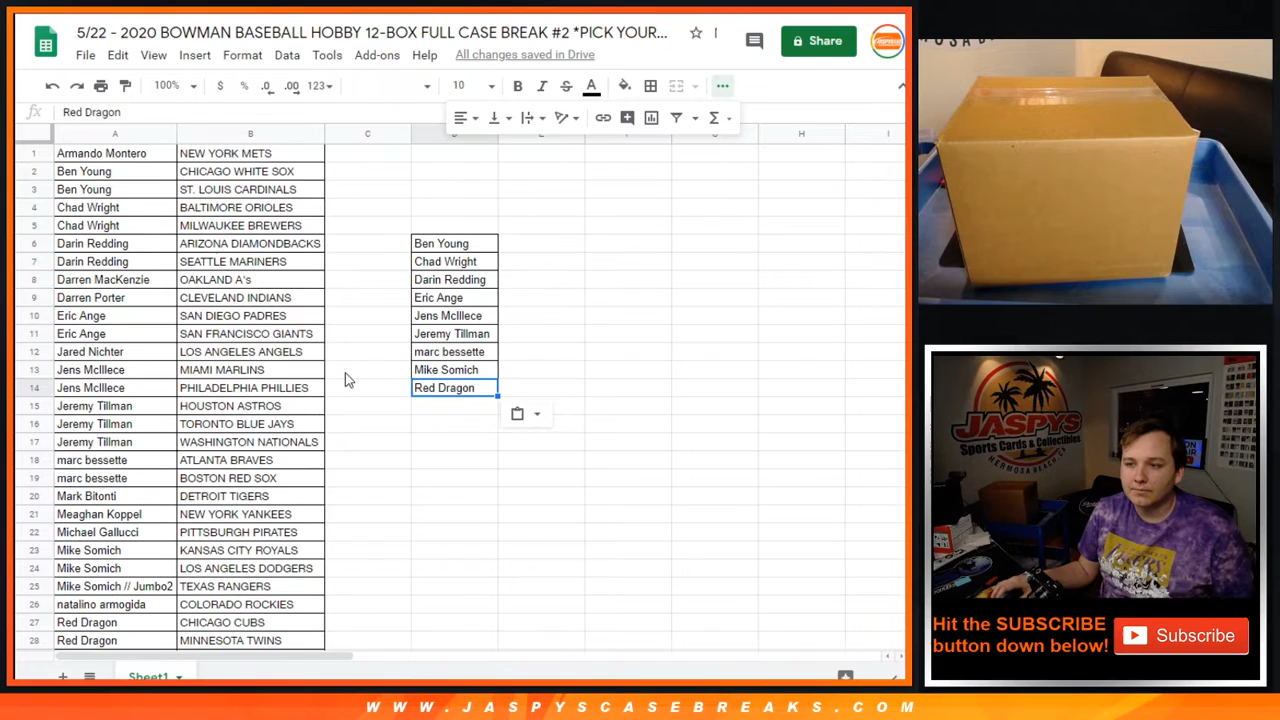 5/22 - 2020 BOWMAN BASEBALL HOBBY 12-BOX FULL CASE BREAK #2 *PICK YOUR...
File Edit View Insert Format Data Tools Add-ons Help All changes saved in Drive
Share
100% $ % .0 .00 123 10 B I S A
fx Red Dragon
A B C D E F G H I
1 Armando Montero NEW YORK METS
2 Ben Young CHICAGO WHITE SOX
3 Ben Young ST. LOUIS CARDINALS
4 Chad Wright BALTIMORE ORIOLES
5 Chad Wright MILWAUKEE BREWERS
6 Darin Redding ARIZONA DIAMONDBACKS Ben Young
7 Darin Redding SEATTLE MARINERS Chad Wright
8 Darren MacKenzie OAKLAND A's Darin Redding
9 Darren Porter CLEVELAND INDIANS Eric Ange
10 Eric Ange SAN DIEGO PADRES Jens McIllece
11 Eric Ange SAN FRANCISCO GIANTS Jeremy Tillman
12 Jared Nichter LOS ANGELES ANGELS marc bessette
13 Jens McIllece MIAMI MARLINS Mike Somich
14 Jens McIllece PHILADELPHIA PHILLIES Red Dragon
15 Jeremy Tillman HOUSTON ASTROS
16 Jeremy Tillman TORONTO BLUE JAYS
17 Jeremy Tillman WASHINGTON NATIONALS
18 marc bessette ATLANTA BRAVES
19 marc bessette BOSTON RED SOX
20 Mark Bitonti DETROIT TIGERS
21 Meaghan Koppel NEW YORK YANKEES
22 Michael Gallucci PITTSBURGH PIRATES
23 Mike Somich KANSAS CITY ROYALS
24 Mike Somich LOS ANGELES DODGERS
25 Mike Somich // Jumbo2 TEXAS RANGERS
26 natalino armogida COLORADO ROCKIES
27 Red Dragon CHICAGO CUBS
28 Red Dragon MINNESOTA TWINS
Sheet1
JASPYS
Sports Cards & Collectibles
HERMOSA BEACH, CA
Hit the SUBSCRIBE
button down below!
Subscribe
WWW.JASPYSCASEBREAKS.COM